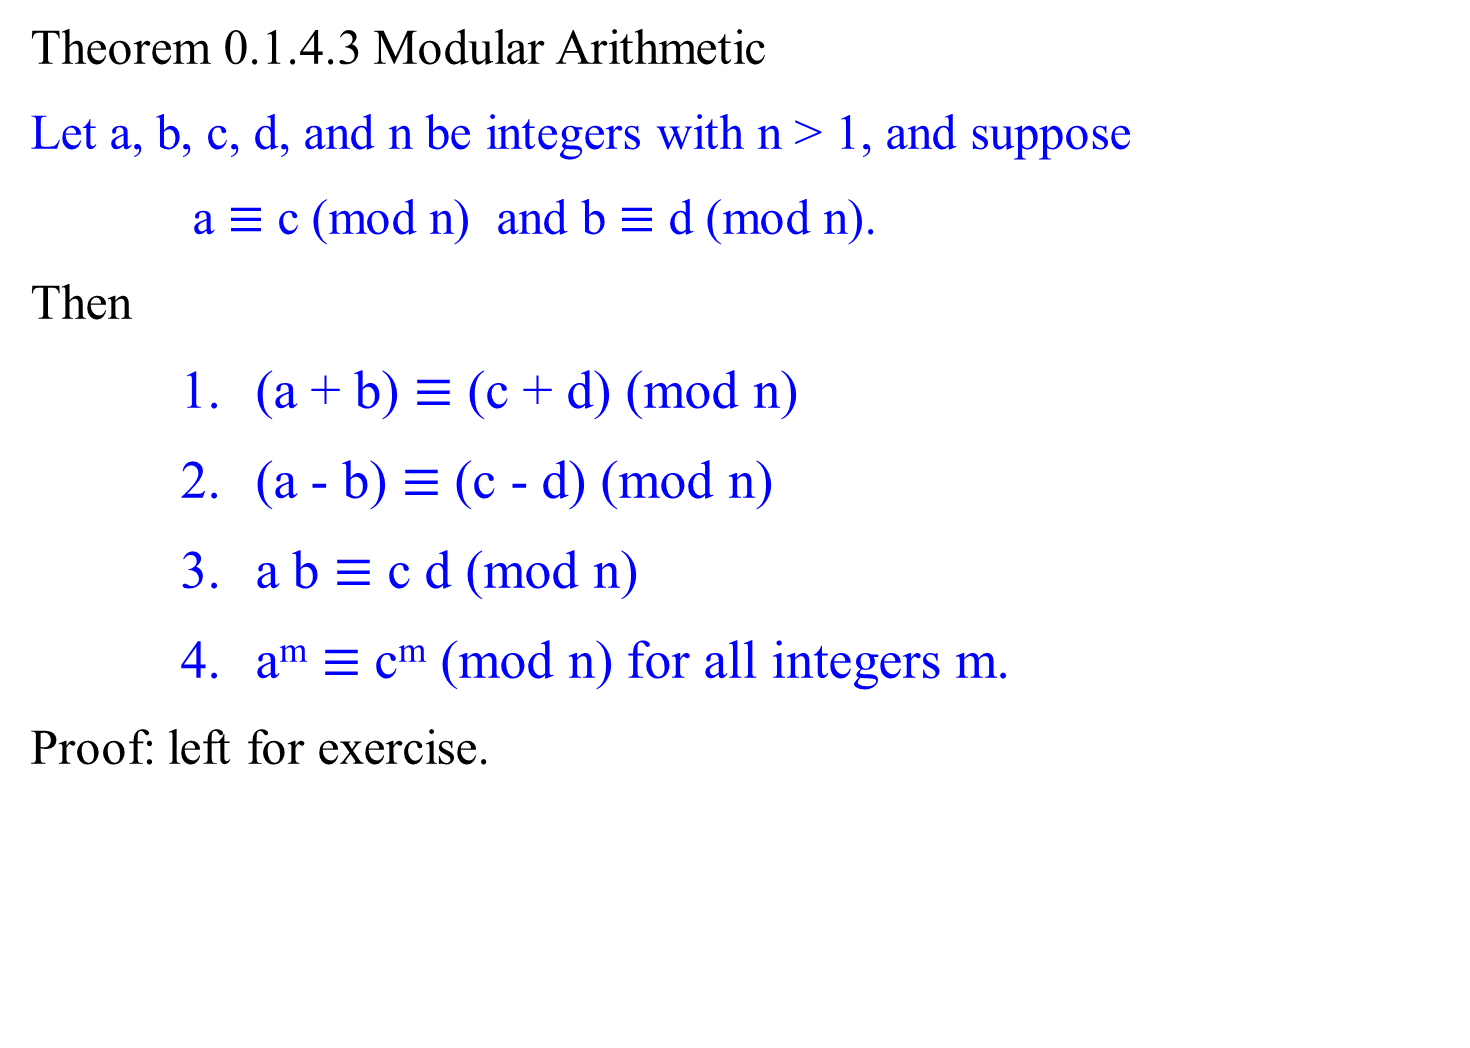 Theorem 0.1.4.3 Modular Arithmetic
Let a, b, c, d, and n be integers with n > 1, and suppose
a ≡ c (mod n)  and b ≡ d (mod n).
Then
1. (a + b) ≡ (c + d) (mod n)
2. (a - b) ≡ (c - d) (mod n)
3. a b ≡ c d (mod n)
4. aᵐ ≡ cᵐ (mod n) for all integers m.
Proof: left for exercise.